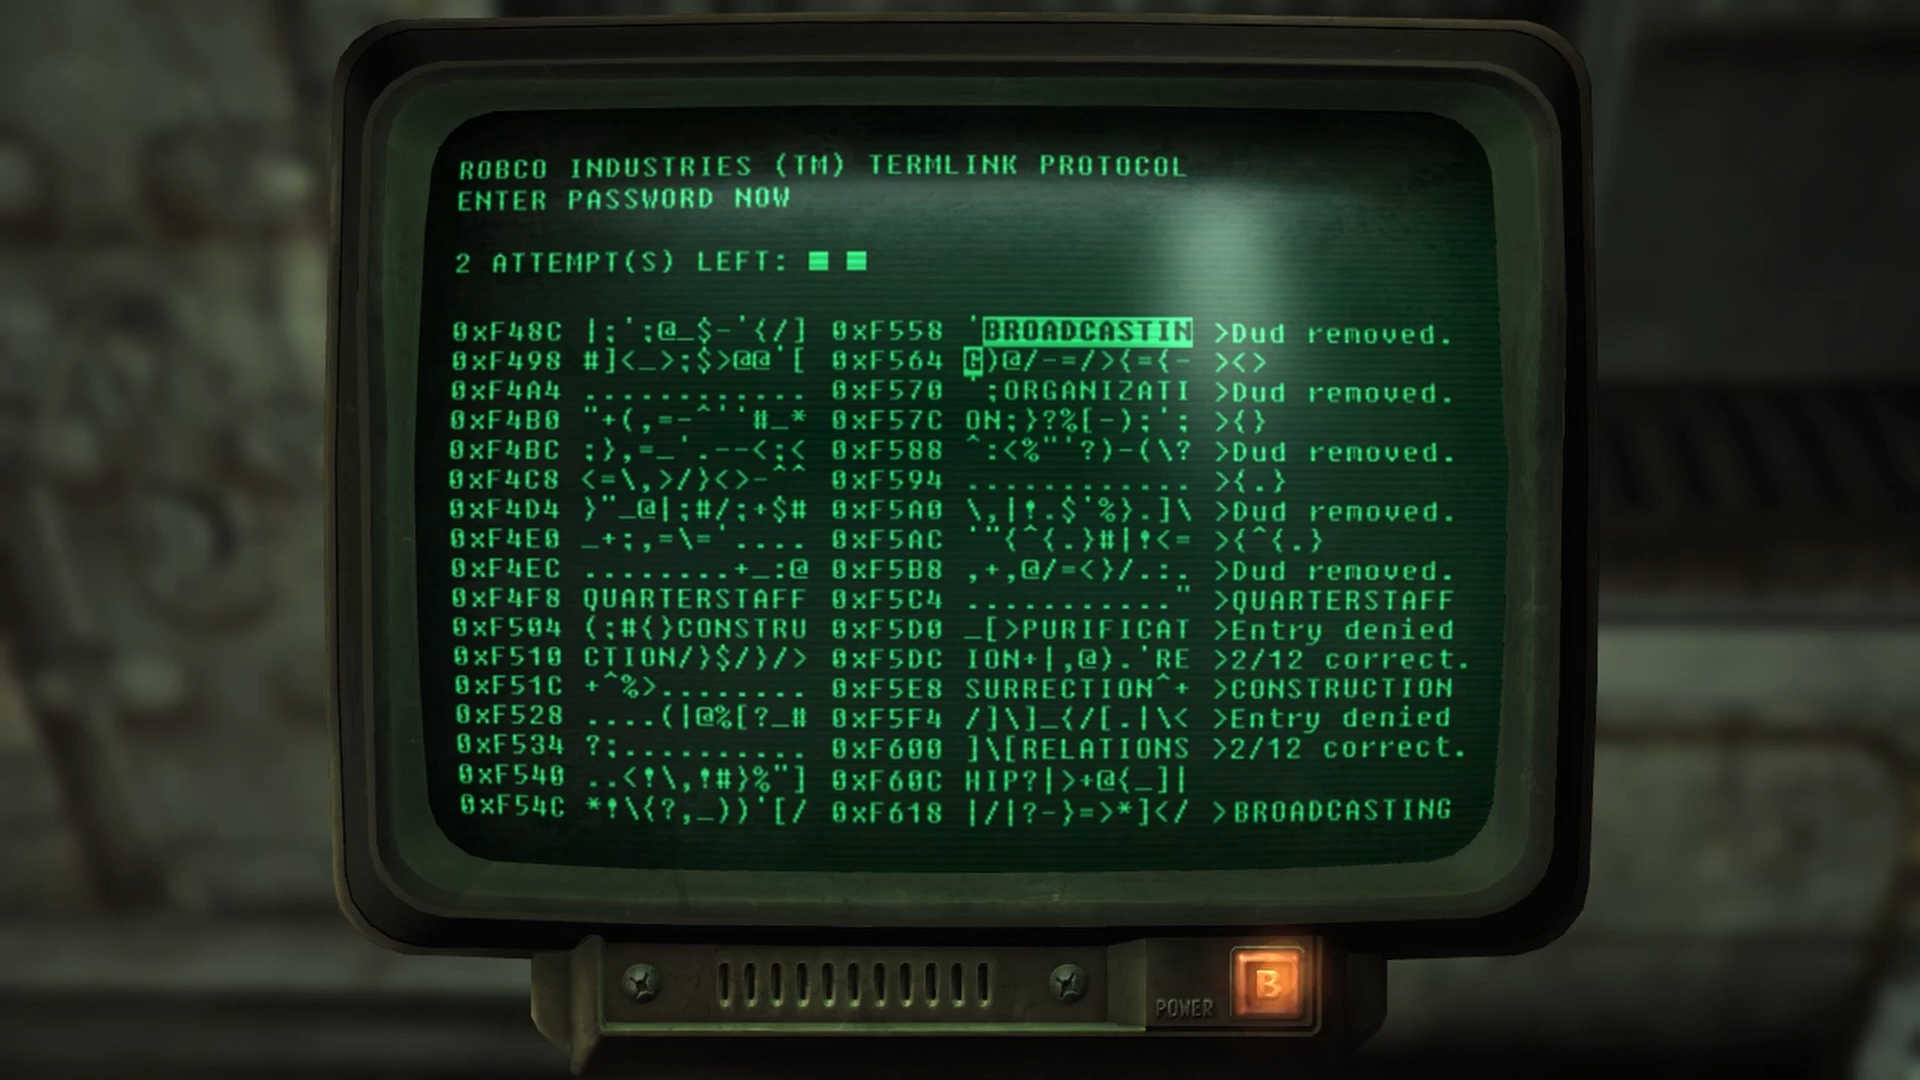 ROBCO INDUSTRIES (TM) TERMLINK PROTOCOL
ENTER PASSWORD NOW
2 ATTEMPT(S) LEFT: ■ ■
0xF48C |;';@_$-'{/] 0xF558 'BROADCASTIN >Dud removed.
0xF498 #]<_>;$>@@'[ 0xF564 G)@/-=/>{={- ><>
0xF4A4 ............ 0xF570 ';ORGANIZATI >Dud removed.
0xF4B0 "+(,=-^''#_* 0xF57C ON;}?%[-);'; >{}
0xF4BC ;},=_'.--<;< 0xF588 ^:<%"'?)-(\? >Dud removed.
0xF4C8 <=\,>/}<>-^^ 0xF594 ............ >{.}
0xF4D4 }"_@|;#/;+$# 0xF5A0 \,|!.$'%}.]\ >Dud removed.
0xF4E0 _+;,=\='.... 0xF5AC '"{^{.}#|!<= >{^{.}
0xF4EC ........+_:@ 0xF5B8 ,+,@/=<}/.:. >Dud removed.
0xF4F8 QUARTERSTAFF 0xF5C4 ..........." >QUARTERSTAFF
0xF504 (;#{}CONSTRU 0xF5D0 _[>PURIFICAT >Entry denied
0xF510 CTION/}$/}/> 0xF5DC ION+|,@).'RE >2/12 correct.
0xF51C +^%>........ 0xF5E8 SURRECTION^+ >CONSTRUCTION
0xF528 ....(|@%[?_# 0xF5F4 /]\]_{/[.|\< >Entry denied
0xF534 ?;.......... 0xF600 ]\[RELATIONS >2/12 correct.
0xF540 ..<!\,!#}%"] 0xF60C HIP?|>+@{_]|
0xF54C *!\{?,_))'[/ 0xF618 |/|?-}=>*]</ >BROADCASTING
POWER B